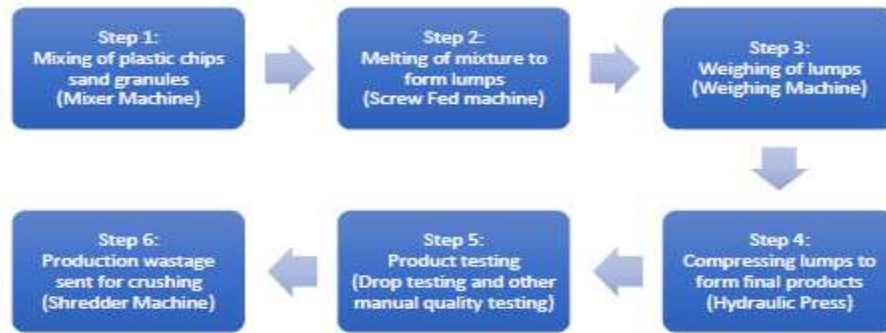 Step 1:
Mixing of plastic chips
sand granules
(Mixer Machine)
Step 2:
Melting of mixture to
form lumps
(Screw Fed machine)
Step 3:
Weighing of lumps
(Weighing Machine)
Step 4:
Compressing lumps to
form final products
(Hydraulic Press)
Step 5:
Product testing
(Drop testing and other
manual quality testing)
Step 6:
Production wastage
sent for crushing
(Shredder Machine)